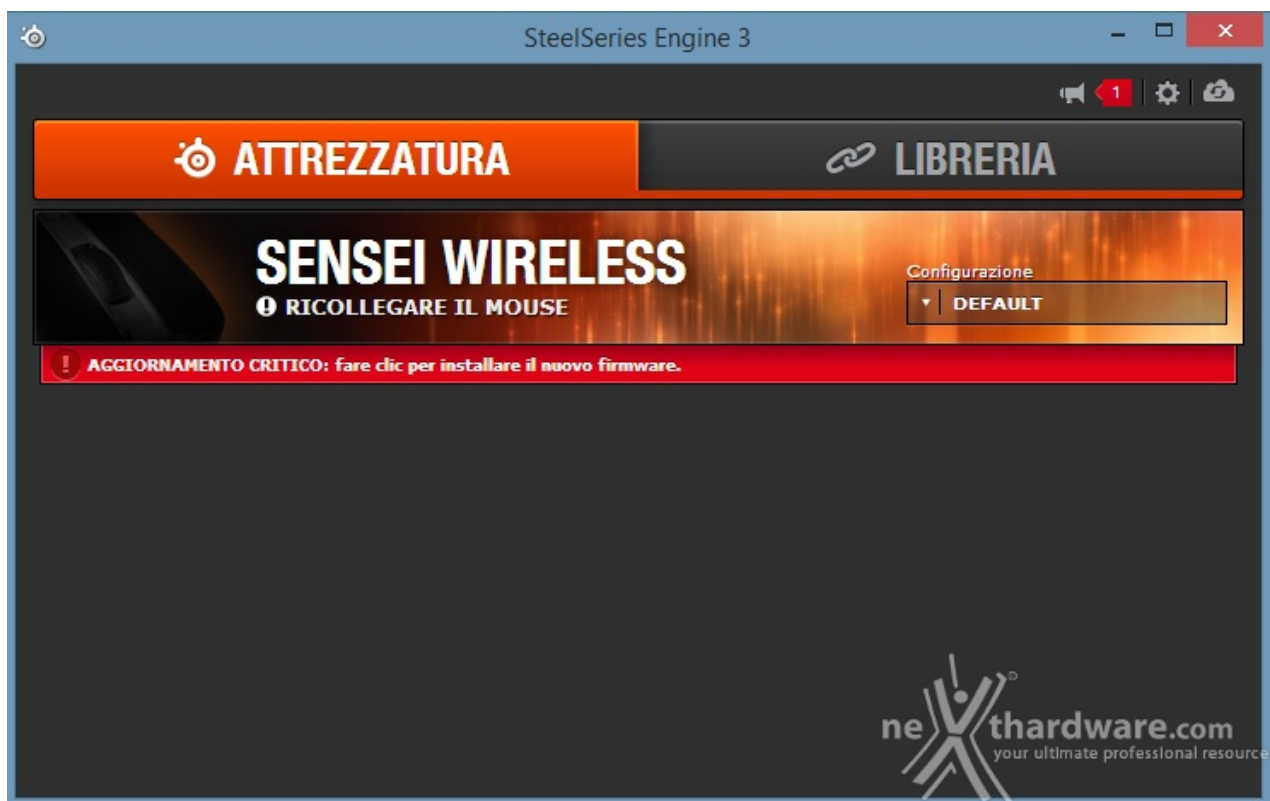 SteelSeries Engine 3
1
ATTREZZATURA
LIBRERIA
SENSEI WIRELESS
RICOLLEGARE IL MOUSE
Configurazione
DEFAULT
AGGIORNAMENTO CRITICO: fare clic per installare il nuovo firmware.
nexthardware.com
your ultimate professional resource